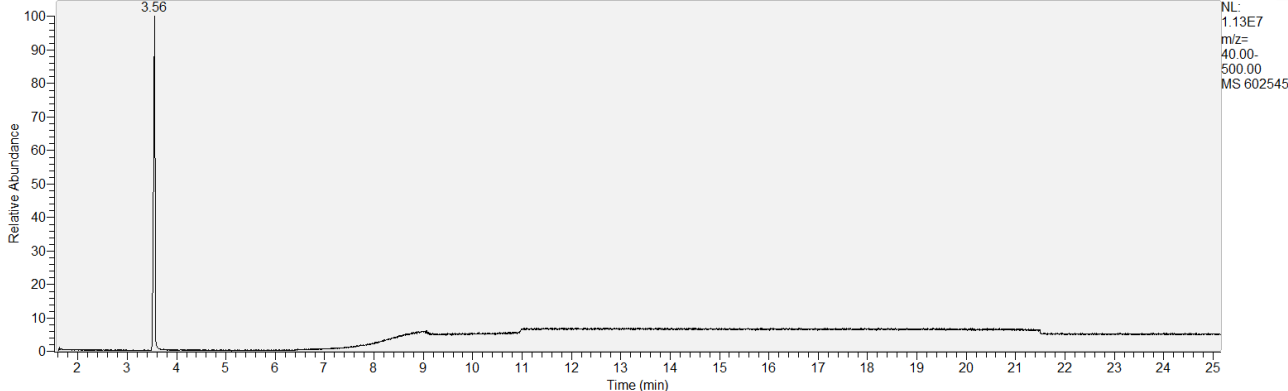 3.56
NL:
1.13E7
m/z=
40.00-
500.00
MS 602545
100
90
80
70
60
50
40
30
20
10
0
Relative Abundance
2 3 4 5 6 7 8 9 10 11 12 13 14 15 16 17 18 19 20 21 22 23 24 25
Time (min)